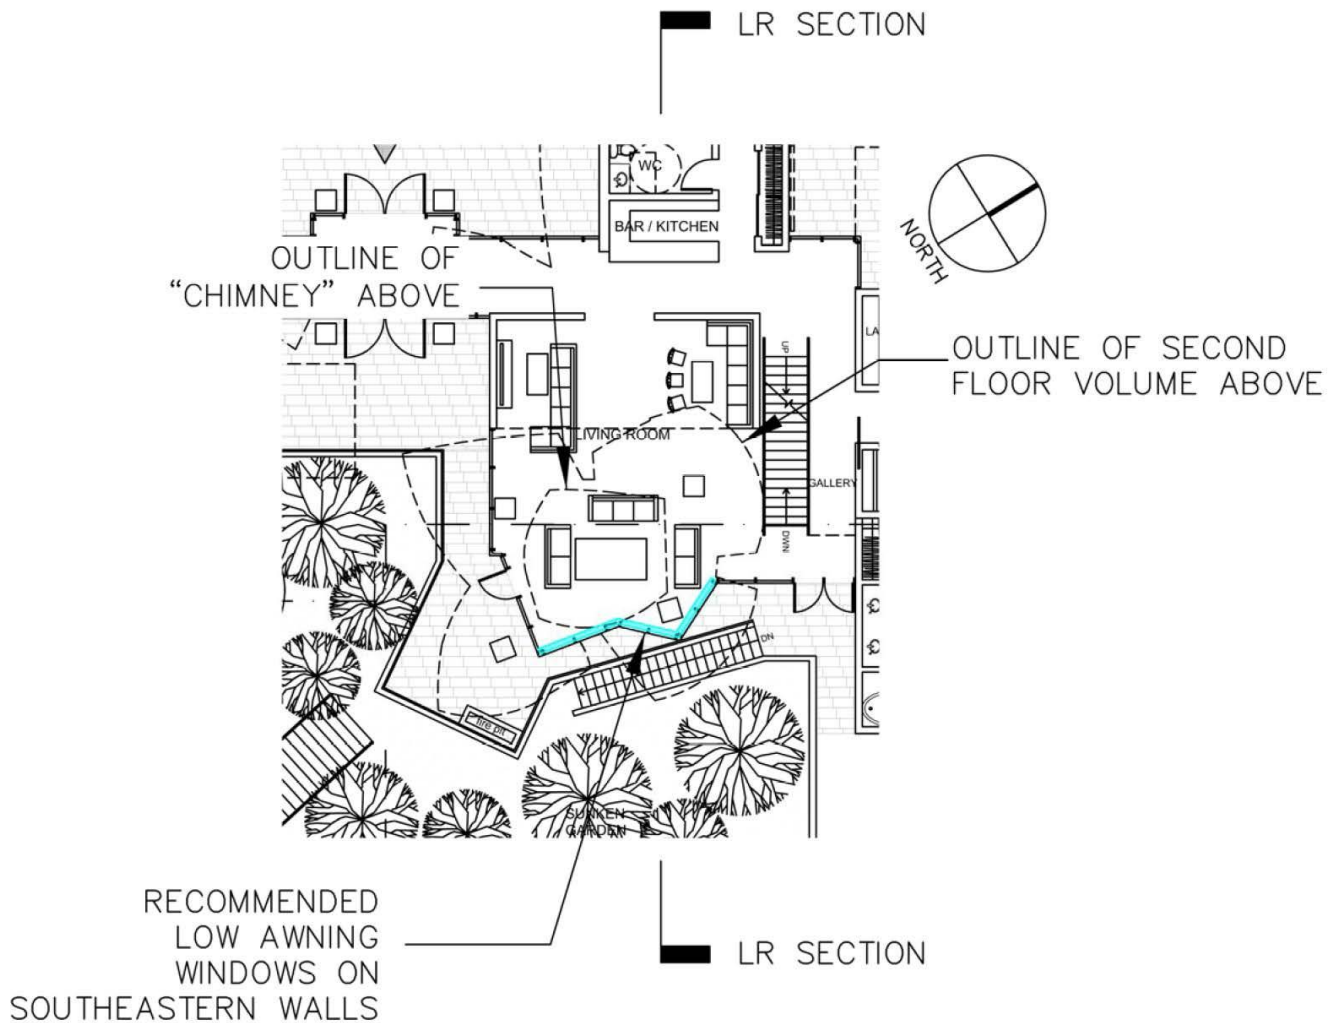 LR SECTION
WC
BAR / KITCHEN
NORTH
OUTLINE OF
“CHIMNEY” ABOVE
LA
UP
OUTLINE OF SECOND
FLOOR VOLUME ABOVE
LIVING ROOM
GALLERY
DWN
DN
fire pit
SUNKEN
GARDEN
RECOMMENDED
LOW AWNING
WINDOWS ON
SOUTHEASTERN WALLS
LR SECTION